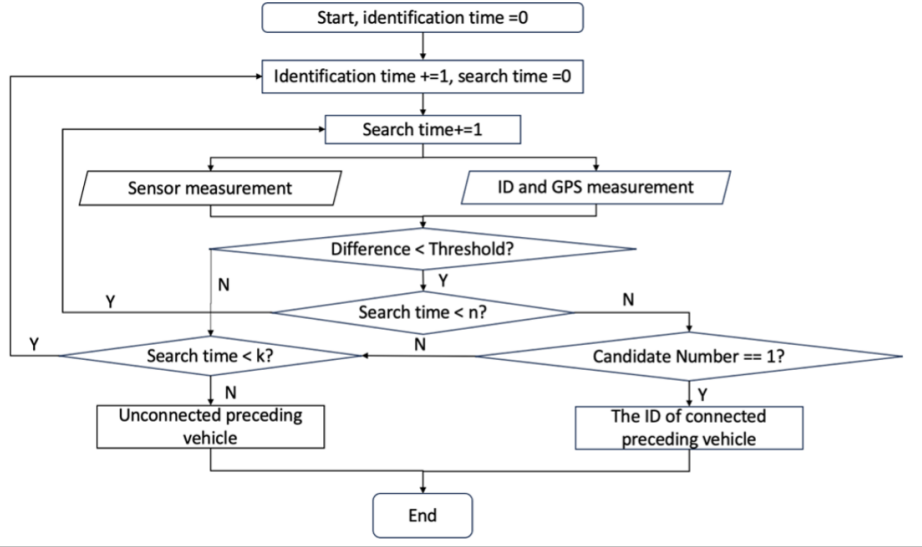 Start, identification time =0
Identification time +=1, search time =0
Search time+=1
Sensor measurement
ID and GPS measurement
Difference < Threshold?
N
Y
Y
Search time < n?
N
Y
Search time < k?
N
Candidate Number == 1?
N
Y
Unconnected preceding
vehicle
The ID of connected
preceding vehicle
End